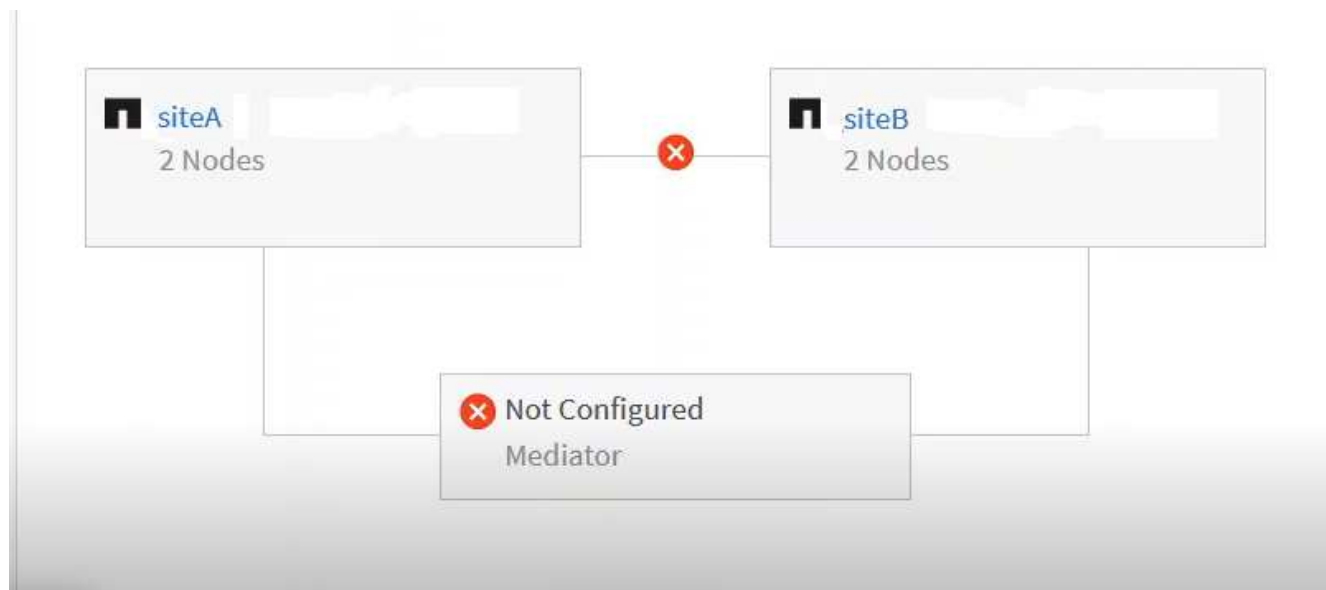 siteA
2 Nodes
siteB
2 Nodes
Not Configured
Mediator